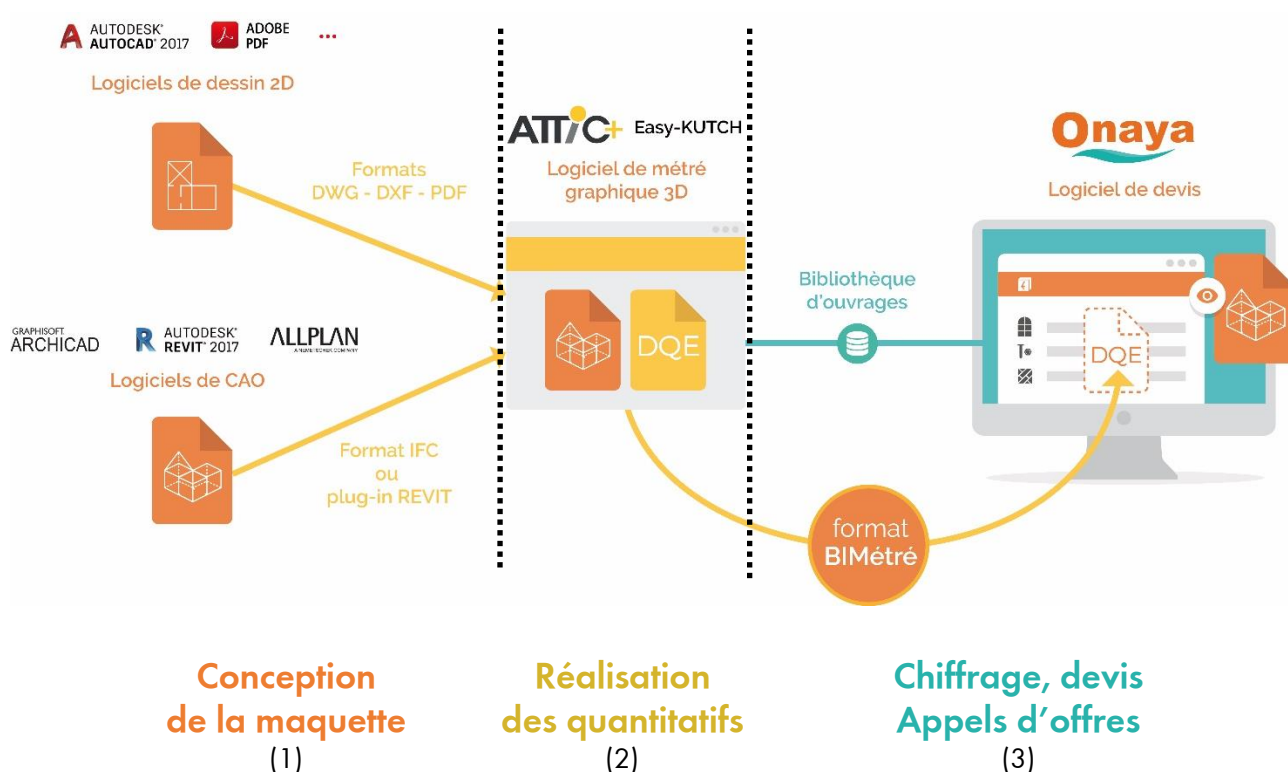 AUTODESK®
AUTOCAD® 2017
ADOBE
PDF
...
Logiciels de dessin 2D
Formats
DWG - DXF - PDF
GRAPHISOFT.
ARCHICAD
R
AUTODESK®
REVIT® 2017
ALLPLAN
A NEMETSCHEK COMPANY
Logiciels de CAO
Format IFC
ou
plug-in REVIT
ATTiC+
Easy-KUTCH
Logiciel de métré
graphique 3D
DQE
Bibliothèque
d'ouvrages
format
BIMétré
Onaya
Logiciel de devis
DQE
Conception
de la maquette
(1)
Réalisation
des quantitatifs
(2)
Chiffrage, devis
Appels d'offres
(3)